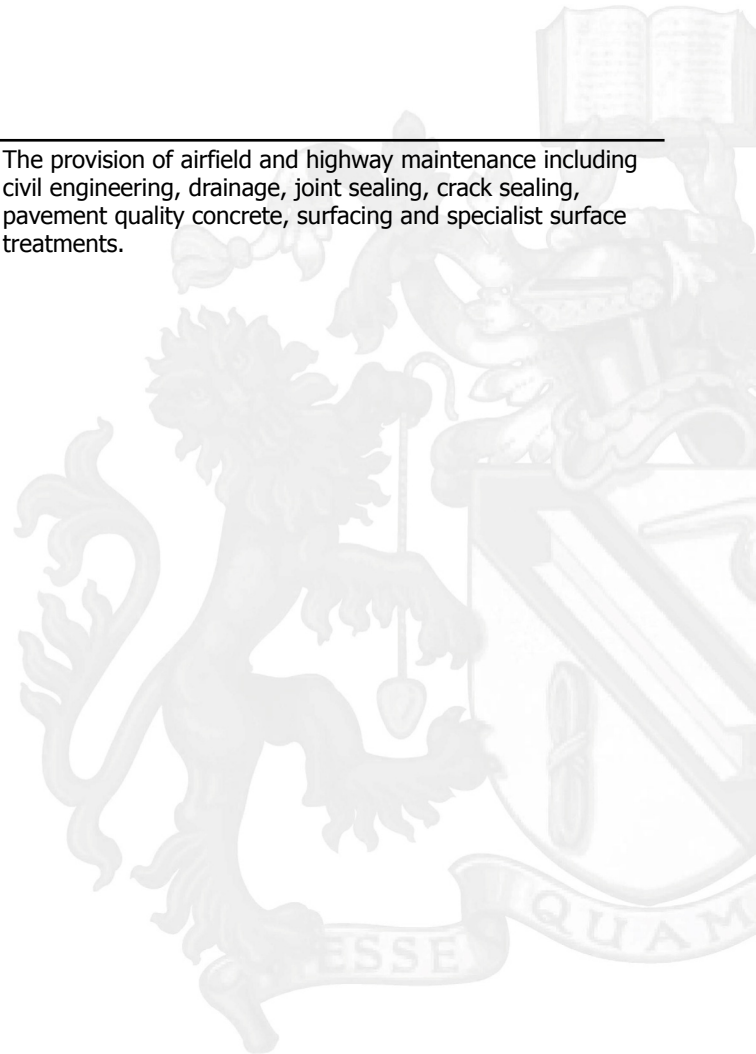 The provision of airfield and highway maintenance including
civil engineering, drainage, joint sealing, crack sealing,
pavement quality concrete, surfacing and specialist surface
treatments.
ESSE
QUAM